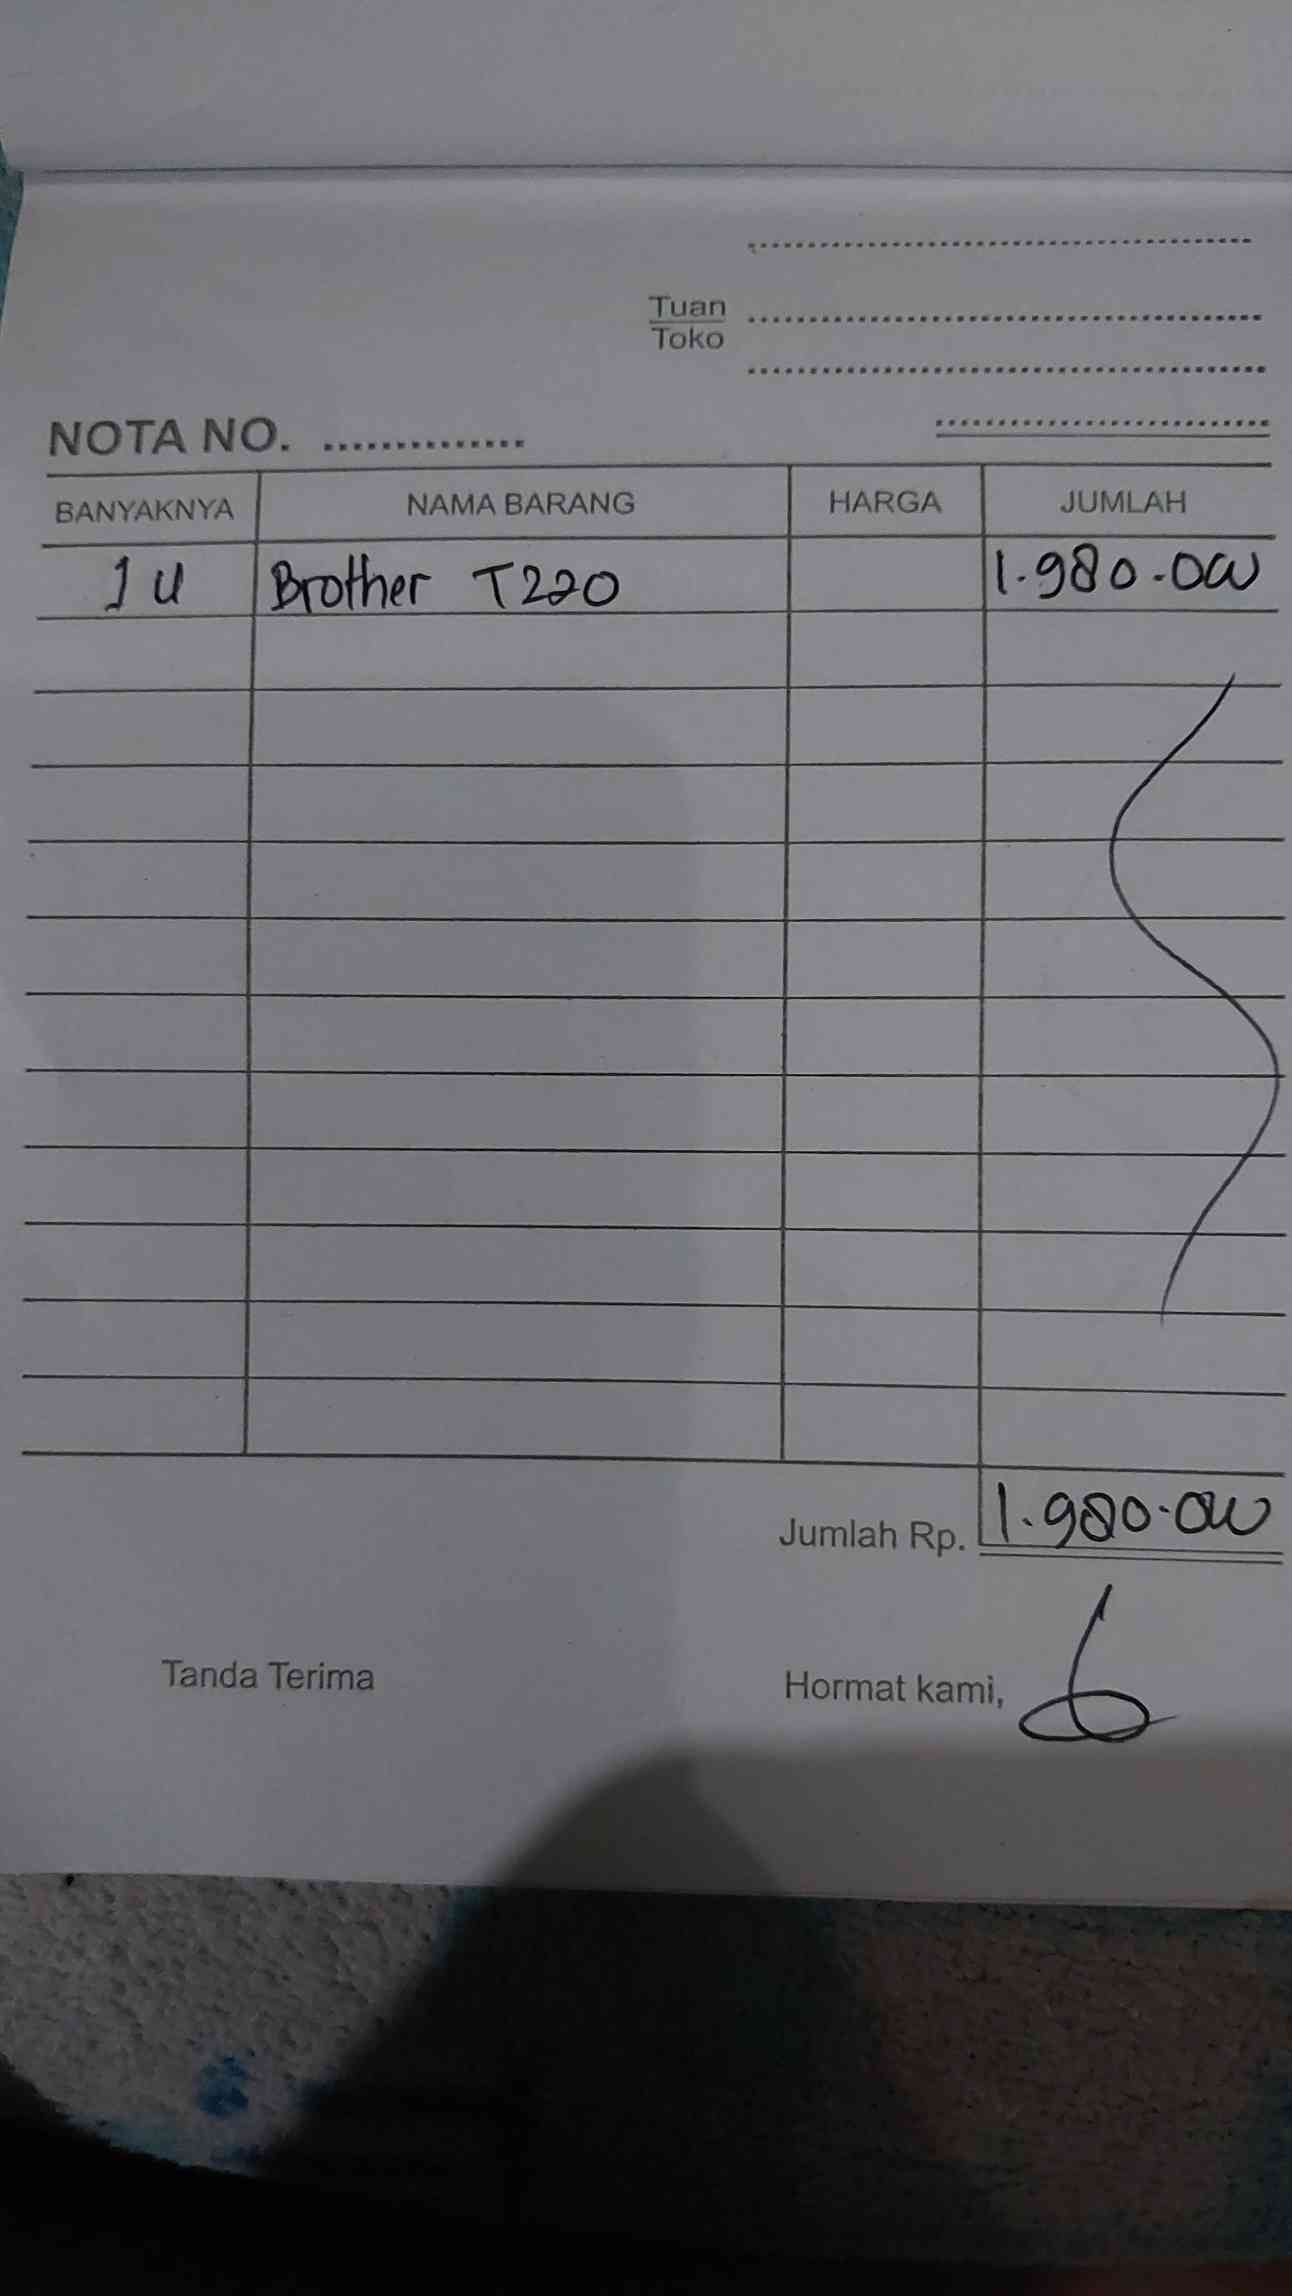 Tuan
Toko
NOTA NO. ..............
BANYAKNYA NAMA BARANG HARGA JUMLAH
1 U Brother T220 1.980.000
Jumlah Rp. 1.980.000
Tanda Terima Hormat kami,